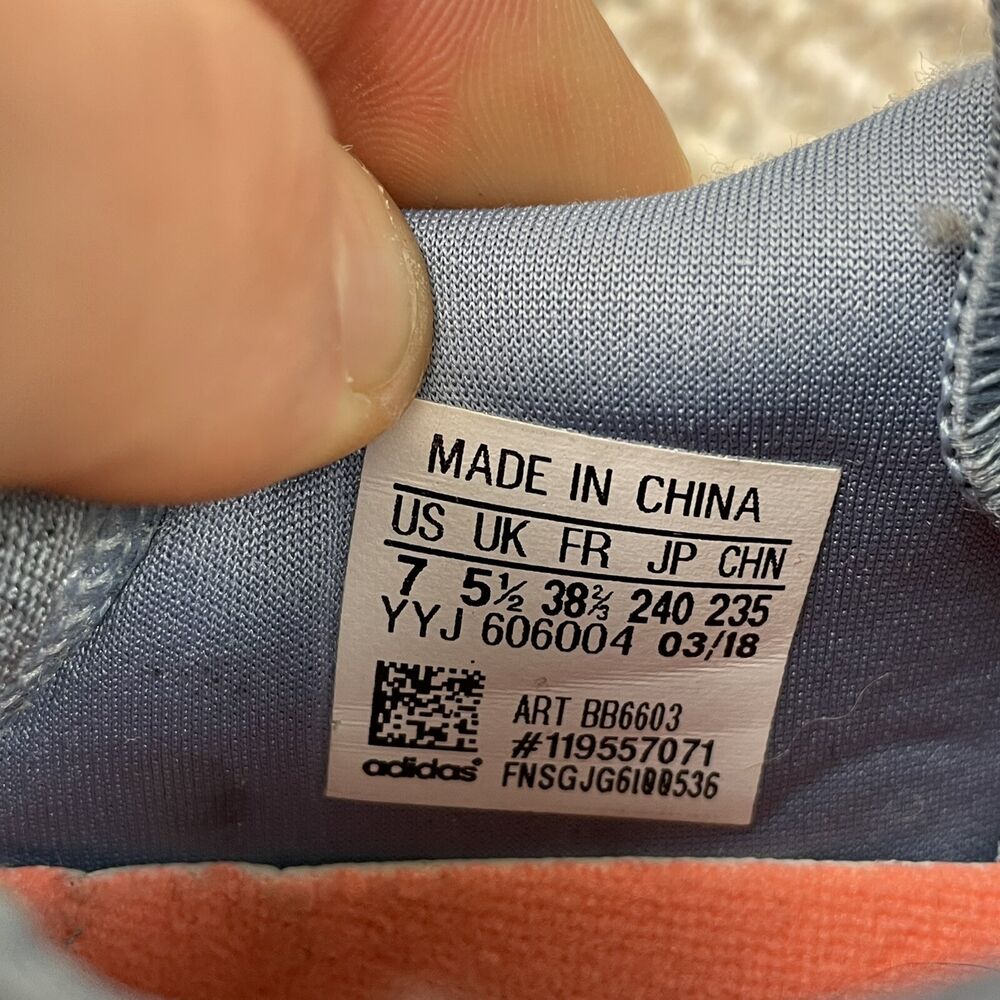 MADE IN CHINA
US UK FR JP CHN
7 5½ 38⅔ 240 235
YYJ 606004 03/18
ART BB6603
#119557071
adidas®